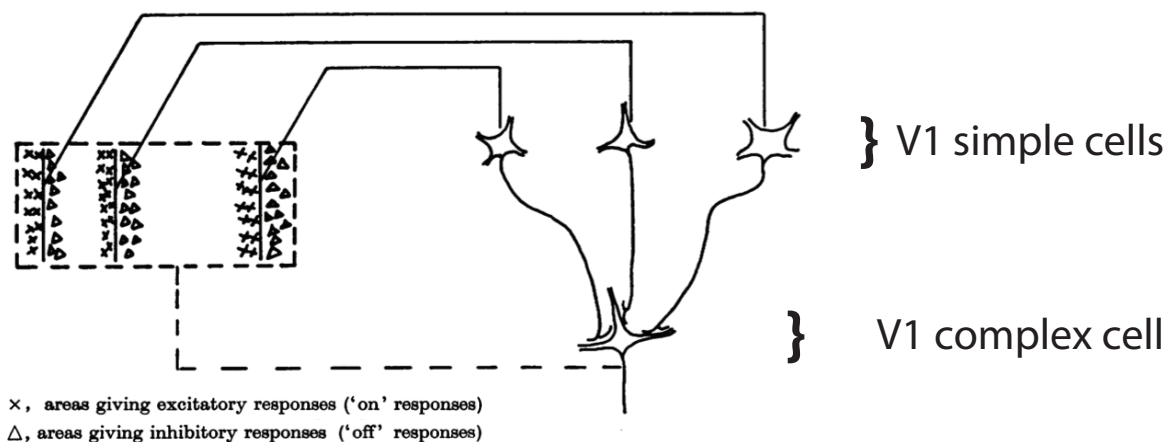 } V1 simple cells
} V1 complex cell
×, areas giving excitatory responses (‘on’ responses)
△, areas giving inhibitory responses (‘off’ responses)